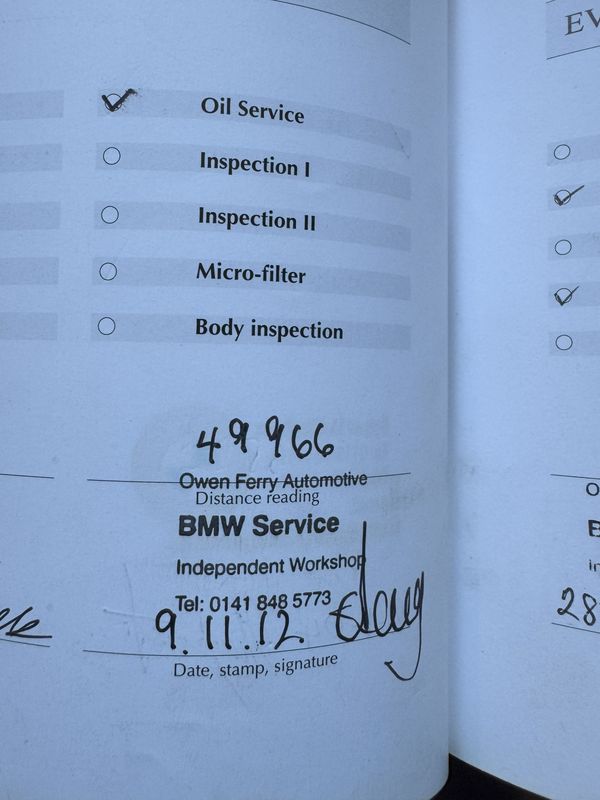 Oil Service
Inspection I
Inspection II
Micro-filter
Body inspection
49966
Owen Ferry Automotive
Distance reading
BMW Service
Independent Workshop
Tel: 0141 848 5773
9.11.12
Date, stamp, signature
EV
O
B
in
28